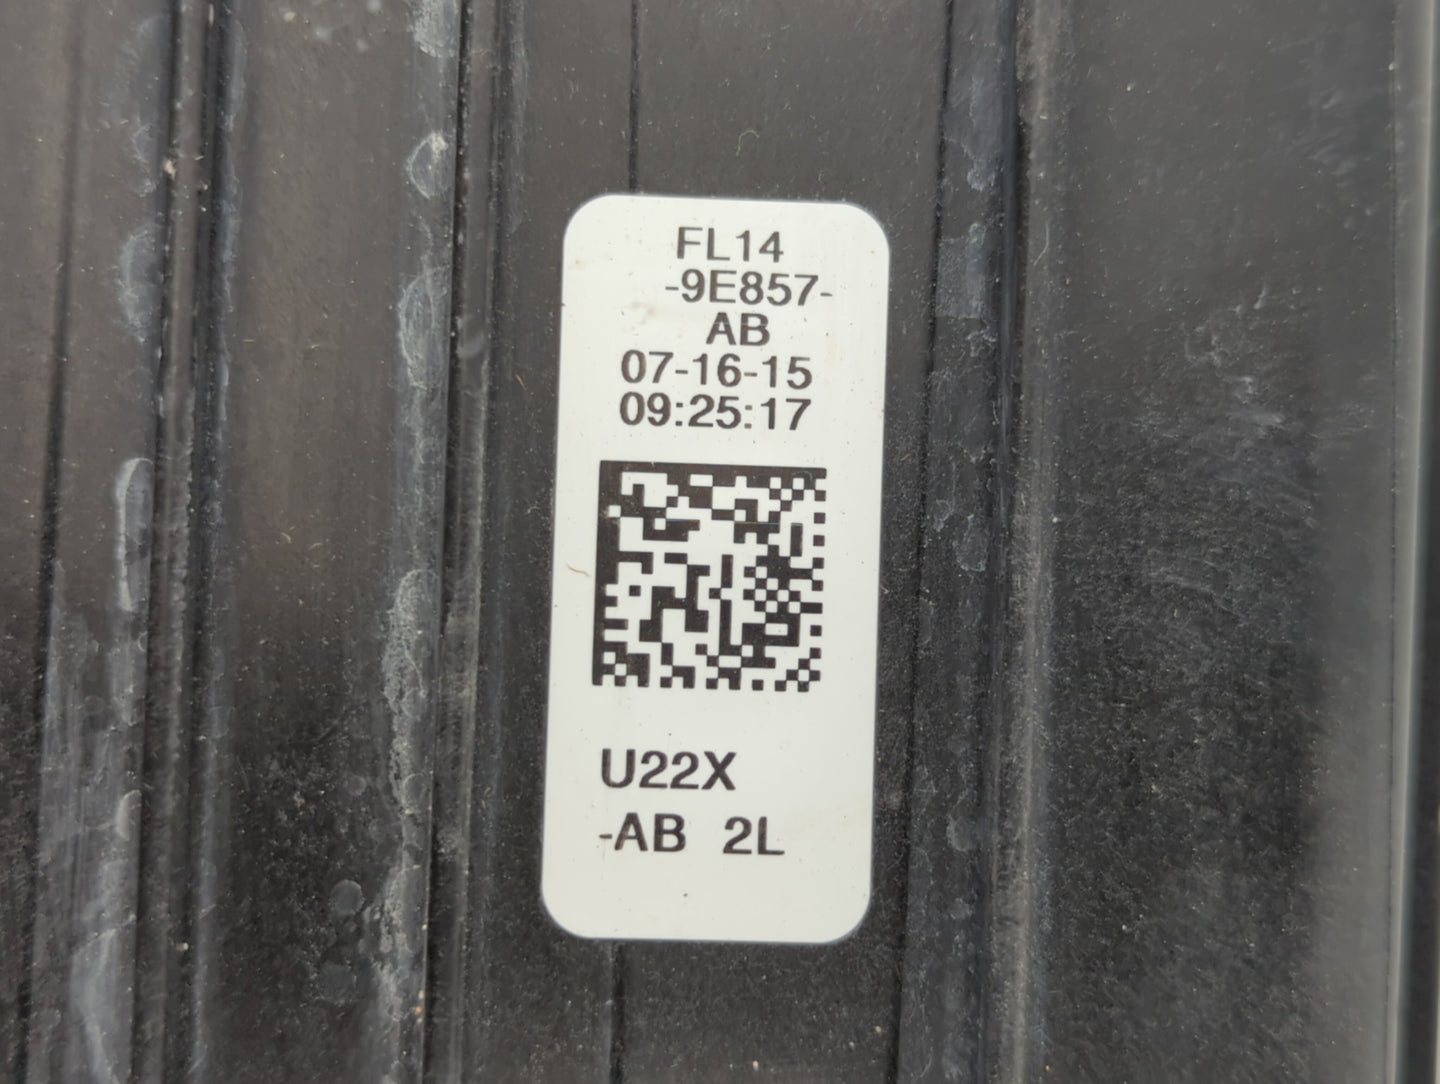 FL14
-9E857-
AB
07-16-15
09:25:17
U22X
-AB 2L